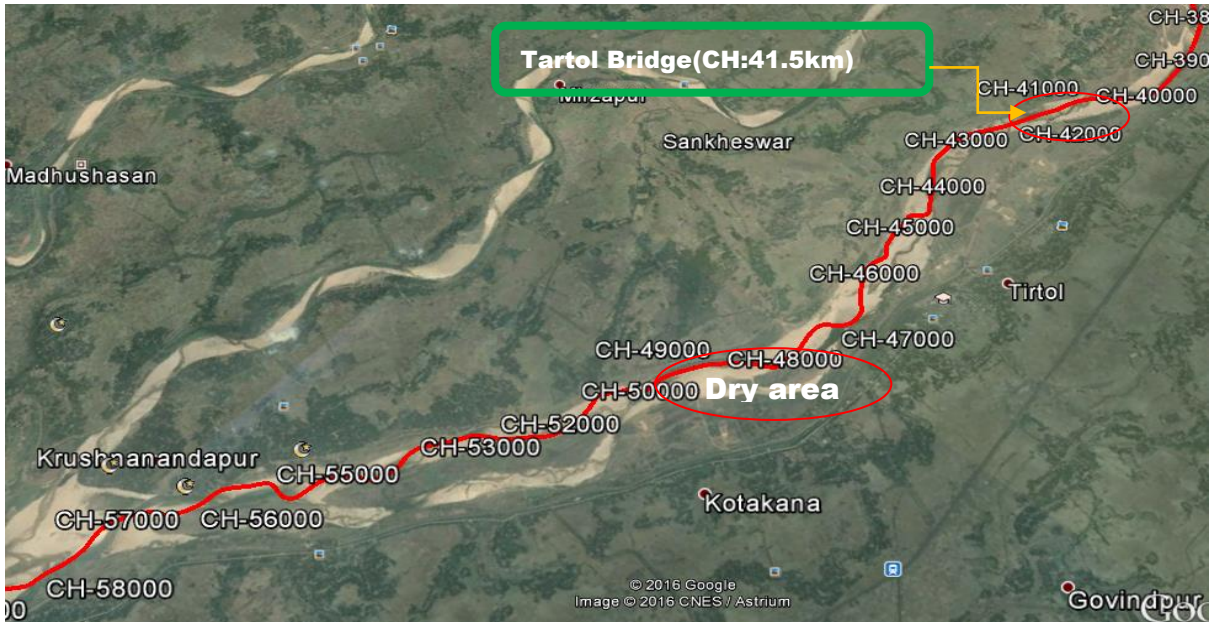 CH-38
Tartol Bridge(CH:41.5km)
CH-390
CH-41000
CH-40000
Mirzapur
CH-42000
Sankheswar
CH-43000
Madhushasan
CH-44000
CH-45000
CH-46000
Tirtol
CH-47000
CH-49000
CH-48000
CH-50000
Dry area
CH-52000
CH-53000
Krushnanandapur
CH-55000
Kotakana
CH-57000
CH-56000
CH-58000
© 2016 Google
Image © 2016 CNES / Astrium
Govindpur
00
Goo